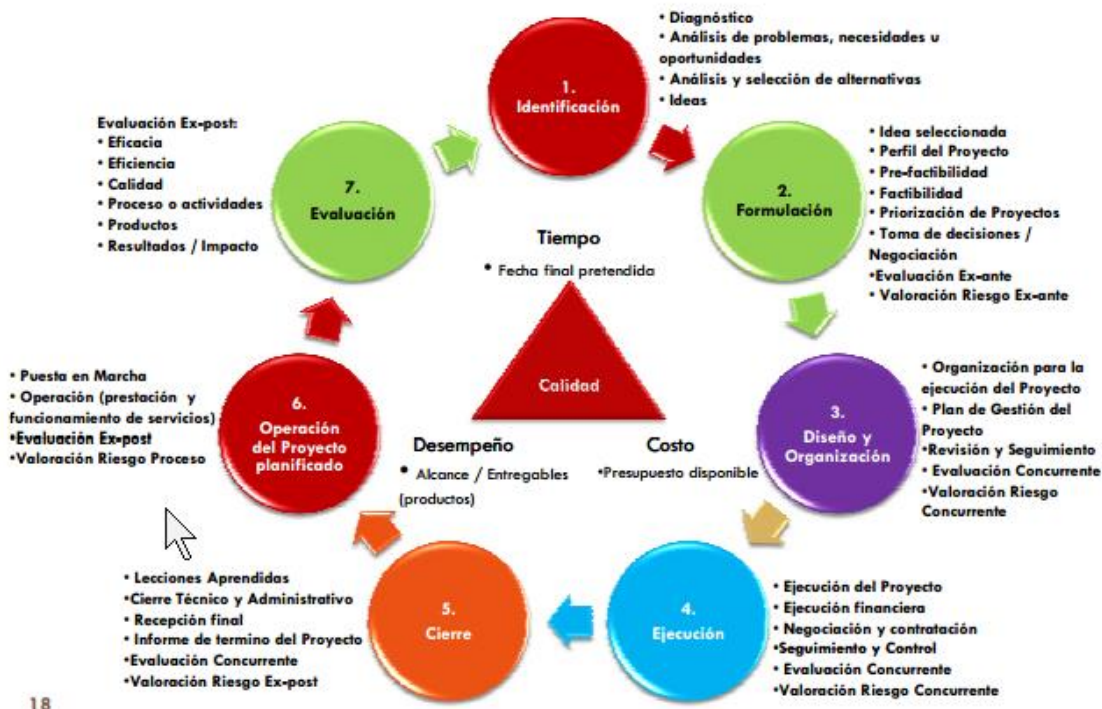 1.
Identificación
• Diagnóstico
• Análisis de problemas, necesidades u
oportunidades
• Análisis y selección de alternativas
• Ideas
2.
Formulación
• Idea seleccionada
• Perfil del Proyecto
• Pre-factibilidad
• Factibilidad
• Priorización de Proyectos
• Toma de decisiones /
Negociación
•Evaluación Ex-ante
• Valoración Riesgo Ex-ante
3.
Diseño y
Organización
• Organización para la
ejecución del Proyecto
• Plan de Gestión del
Proyecto
•Revisión y Seguimiento
• Evaluación Concurrente
•Valoración Riesgo
Concurrente
4.
Ejecución
• Ejecución del Proyecto
• Ejecución financiera
• Negociación y contratación
•Seguimiento y Control
• Evaluación Concurrente
•Valoración Riesgo Concurrente
5.
Cierre
• Lecciones Aprendidas
•Cierre Técnico y Administrativo
• Recepción final
• Informe de termino del Proyecto
• Evaluación Concurrente
• Valoración Riesgo Ex-post
6.
Operación
del Proyecto
planificado
• Puesta en Marcha
• Operación (prestación y
funcionamiento de servicios)
•Evaluación Ex-post
•Valoración Riesgo Proceso
7.
Evaluación
Evaluación Ex-post:
• Eficacia
• Eficiencia
• Calidad
• Proceso o actividades
• Productos
• Resultados / Impacto
Tiempo
• Fecha final pretendida
Calidad
Desempeño
• Alcance / Entregables
(productos)
Costo
•Presupuesto disponible
18